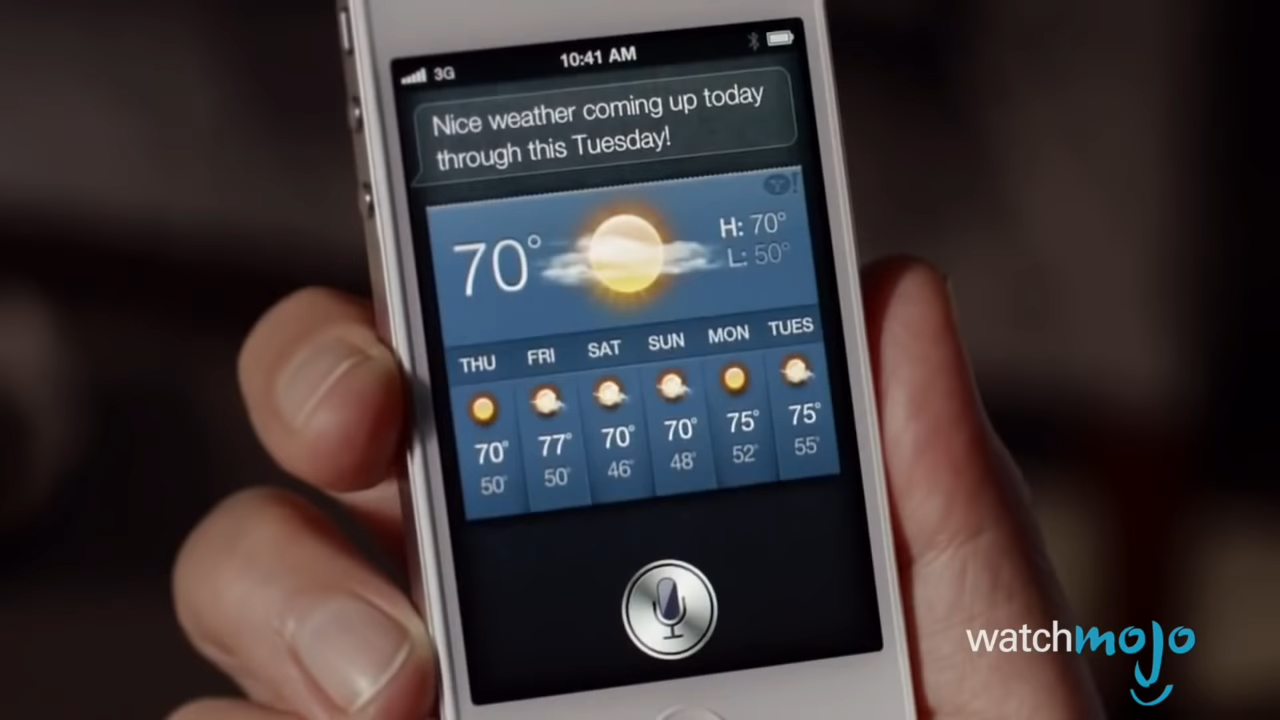 3G 10:41 AM
Nice weather coming up today
through this Tuesday!
Y!
70° H: 70°
L: 50°
THU FRI SAT SUN MON TUES
70° 77° 70° 70° 75° 75°
50° 50° 46° 48° 52° 55°
watchmojo